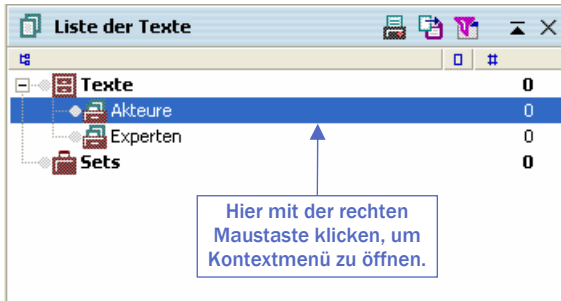 Liste der Texte
#
Texte 0
Akteure 0
Experten 0
Sets 0
Hier mit der rechten
Maustaste klicken, um
Kontextmenü zu öffnen.